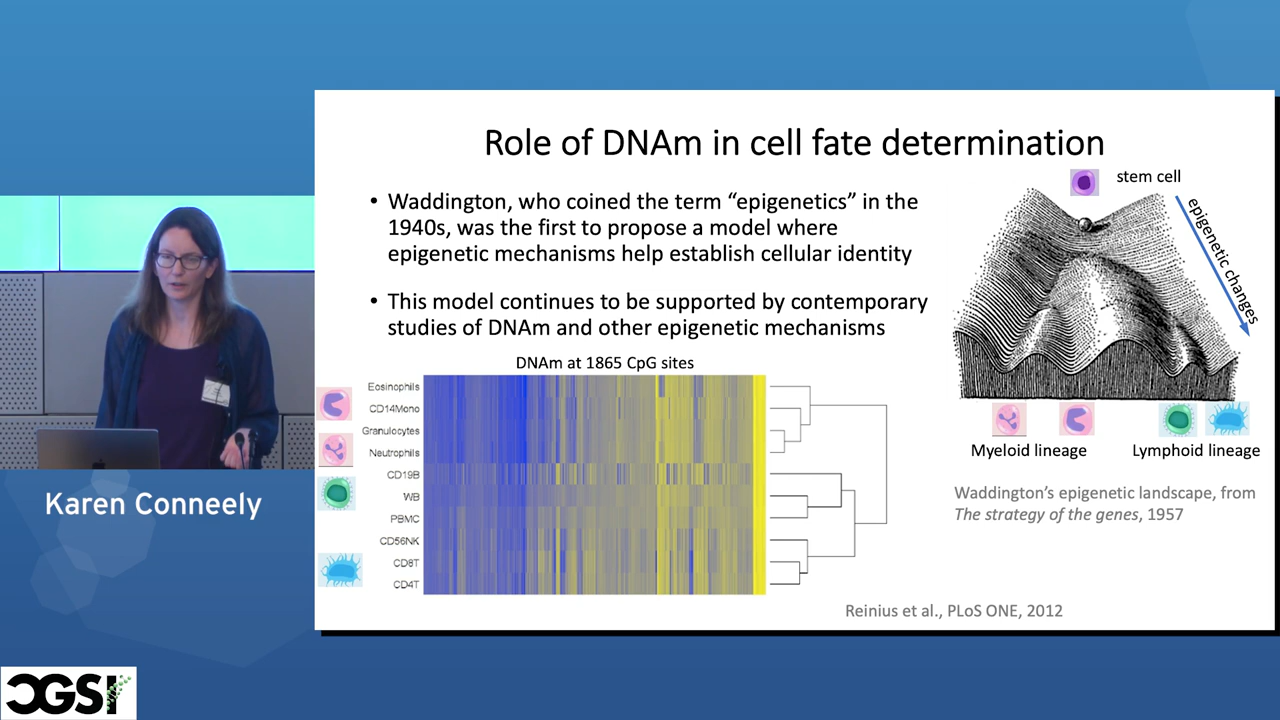 Role of DNAm in cell fate determination
• Waddington, who coined the term “epigenetics” in the
1940s, was the first to propose a model where
epigenetic mechanisms help establish cellular identity
• This model continues to be supported by contemporary
studies of DNAm and other epigenetic mechanisms
DNAm at 1865 CpG sites
Eosinophils
CD14Mono
Granulocytes
Neutrophils
CD19B
WB
PBMC
CD56NK
CD8T
CD4T
stem cell
epigenetic changes
Myeloid lineage
Lymphoid lineage
Waddington’s epigenetic landscape, from
The strategy of the genes, 1957
Reinius et al., PLoS ONE, 2012
Karen Conneely
CGSI